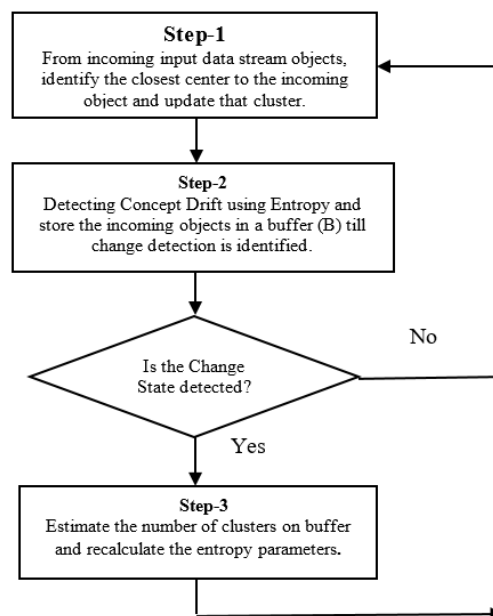 Step-1
From incoming input data stream objects,
identify the closest center to the incoming
object and update that cluster.
Step-2
Detecting Concept Drift using Entropy and
store the incoming objects in a buffer (B) till
change detection is identified.
No
Is the Change
State detected?
Yes
Step-3
Estimate the number of clusters on buffer
and recalculate the entropy parameters.